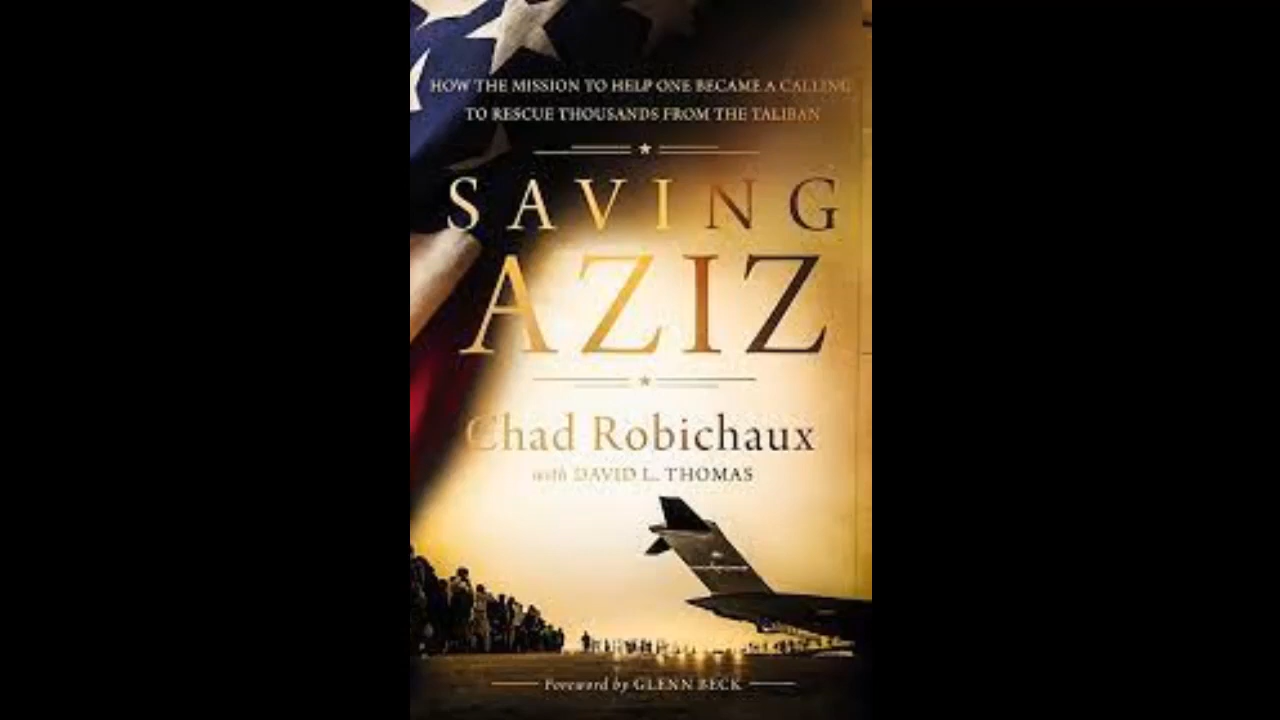 HOW THE MISSION TO HELP ONE BECAME A CALLING
TO RESCUE THOUSANDS FROM THE TALIBAN
SAVING
AZIZ
Chad Robichaux
with DAVID L. THOMAS
Foreword by GLENN BECK